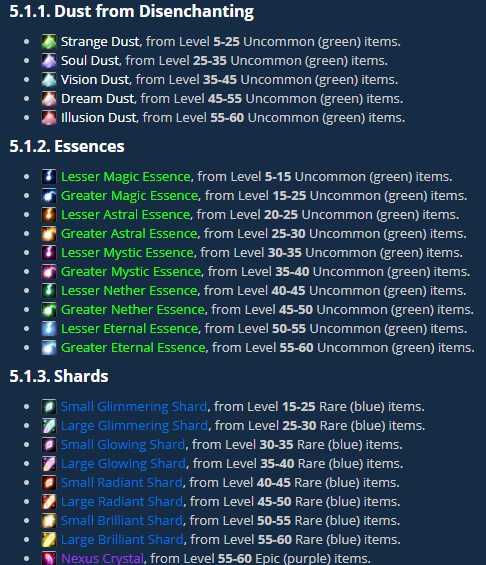 5.1.1. Dust from Disenchanting
Strange Dust, from Level 5-25 Uncommon (green) items.
Soul Dust, from Level 25-35 Uncommon (green) items.
Vision Dust, from Level 35-45 Uncommon (green) items.
Dream Dust, from Level 45-55 Uncommon (green) items.
Illusion Dust, from Level 55-60 Uncommon (green) items.
5.1.2. Essences
Lesser Magic Essence, from Level 5-15 Uncommon (green) items.
Greater Magic Essence, from Level 15-25 Uncommon (green) items.
Lesser Astral Essence, from Level 20-25 Uncommon (green) items.
Greater Astral Essence, from Level 25-30 Uncommon (green) items.
Lesser Mystic Essence, from Level 30-35 Uncommon (green) items.
Greater Mystic Essence, from Level 35-40 Uncommon (green) items.
Lesser Nether Essence, from Level 40-45 Uncommon (green) items.
Greater Nether Essence, from Level 45-50 Uncommon (green) items.
Lesser Eternal Essence, from Level 50-55 Uncommon (green) items.
Greater Eternal Essence, from Level 55-60 Uncommon (green) items.
5.1.3. Shards
Small Glimmering Shard, from Level 15-25 Rare (blue) items.
Large Glimmering Shard, from Level 25-30 Rare (blue) items.
Small Glowing Shard, from Level 30-35 Rare (blue) items.
Large Glowing Shard, from Level 35-40 Rare (blue) items.
Small Radiant Shard, from Level 40-45 Rare (blue) items.
Large Radiant Shard, from Level 45-50 Rare (blue) items.
Small Brilliant Shard, from Level 50-55 Rare (blue) items.
Large Brilliant Shard, from Level 55-60 Rare (blue) items.
Nexus Crystal, from Level 55-60 Epic (purple) items.